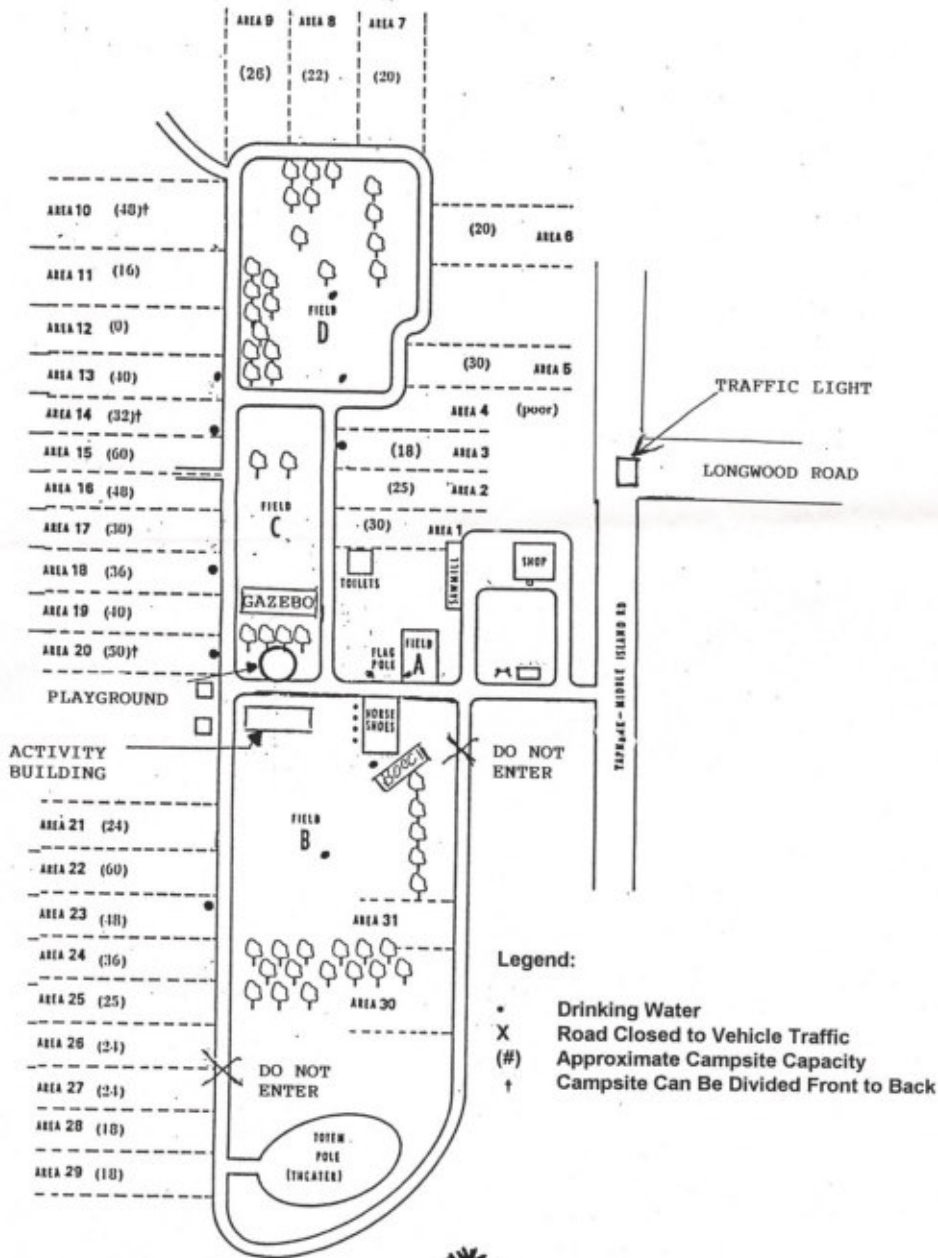 AREA 9
AREA 8
AREA 7
(26)
(22)
(20)
AREA 10 (48)†
(20) AREA 6
AREA 11 (16)
FIELD
D
AREA 12 (0)
AREA 13 (40)
(30) AREA 5
TRAFFIC LIGHT
AREA 14 (32)†
AREA 4 (poor)
AREA 15 (60)
(18) AREA 3
LONGWOOD ROAD
AREA 16 (48)
(25) AREA 2
FIELD
C
AREA 17 (30)
(30) AREA 1
AREA 18 (36)
TOILETS
SAWMILL
SHOP
AREA 19 (40)
GAZEBO
AREA 20 (50)†
FLAG
POLE
FIELD
A
PLAYGROUND
MIDDLE ISLAND RD
HORSE
SHOES
ACTIVITY
BUILDING
BOCCI
DO NOT
ENTER
AREA 21 (24)
FIELD
B
AREA 22 (60)
AREA 23 (48)
AREA 31
AREA 24 (36)
AREA 25 (25)
AREA 30
Legend:
• Drinking Water
X Road Closed to Vehicle Traffic
(#) Approximate Campsite Capacity
† Campsite Can Be Divided Front to Back
AREA 26 (24)
DO NOT
ENTER
AREA 27 (24)
AREA 28 (18)
AREA 29 (18)
TOTEM
POLE
(THEATER)